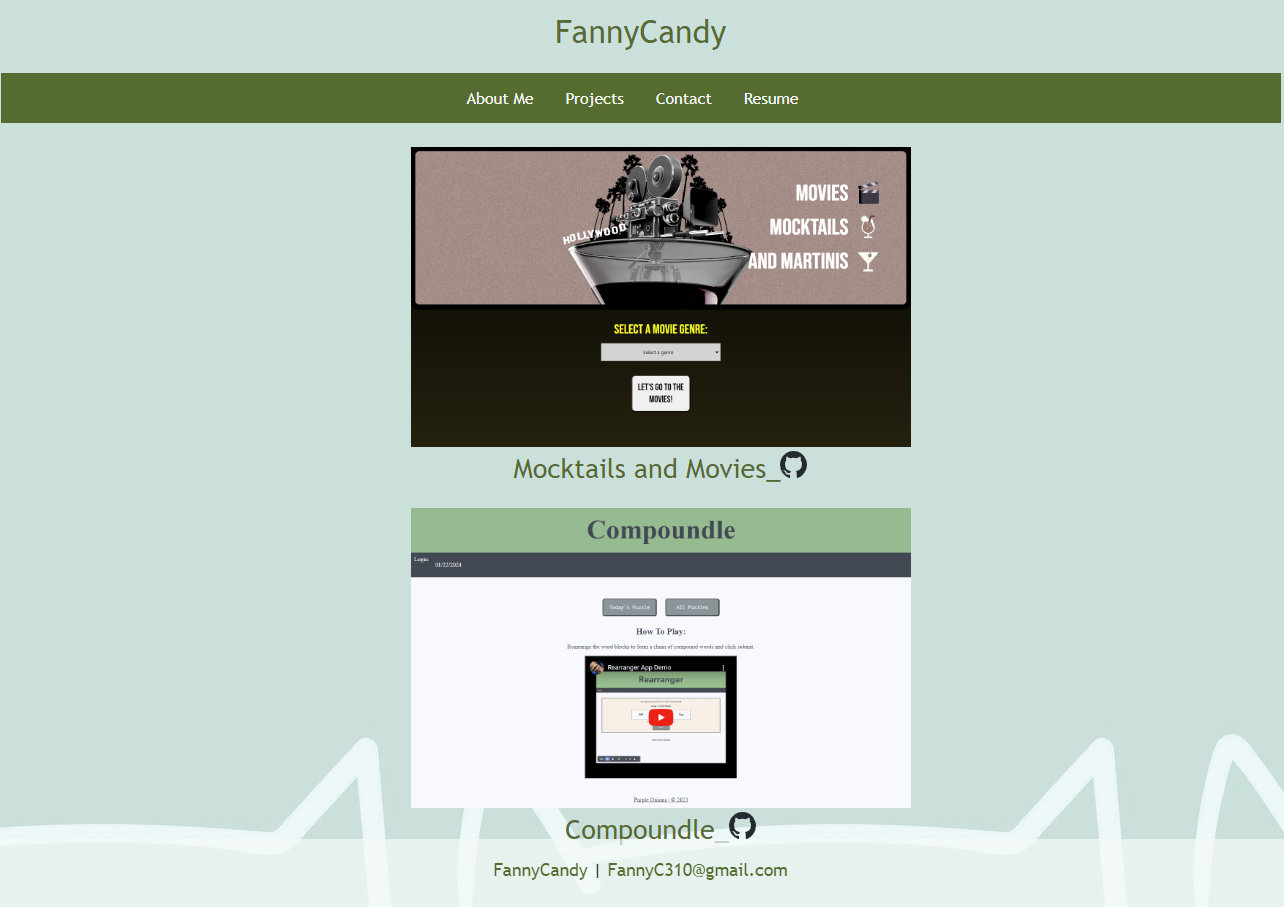 FannyCandy
About Me Projects Contact Resume
HOLLYWOOD
MOVIES
MOCKTAILS
AND MARTINIS
SELECT A MOVIE GENRE:
Select a genre
LET'S GO TO THE
MOVIES!
Mocktails and Movies_
Compoundle
Login
01/22/2024
Today's Puzzle All Puzzles
How To Play:
Rearrange the word blocks to form a chain of compound words and click submit
Rearranger App Demo
Rearranger
Purple Onions | © 2023
Compoundle_
FannyCandy | FannyC310@gmail.com